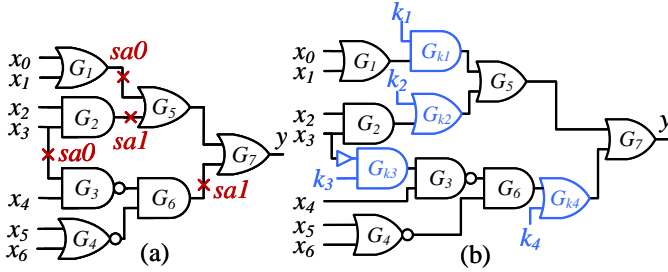 x0 x1 G1 sa0
x2 x3 G2 sa1 G5
sa0 G7 y
x4 G3 G6 sa1
x5 x6 G4 (a)
k1
x0 x1 G1 Gk1
k2 G5
x2 x3 G2 Gk2
G7 y
k3 Gk3 G3 G6 Gk4
x4
x5 x6 G4 (b) k4